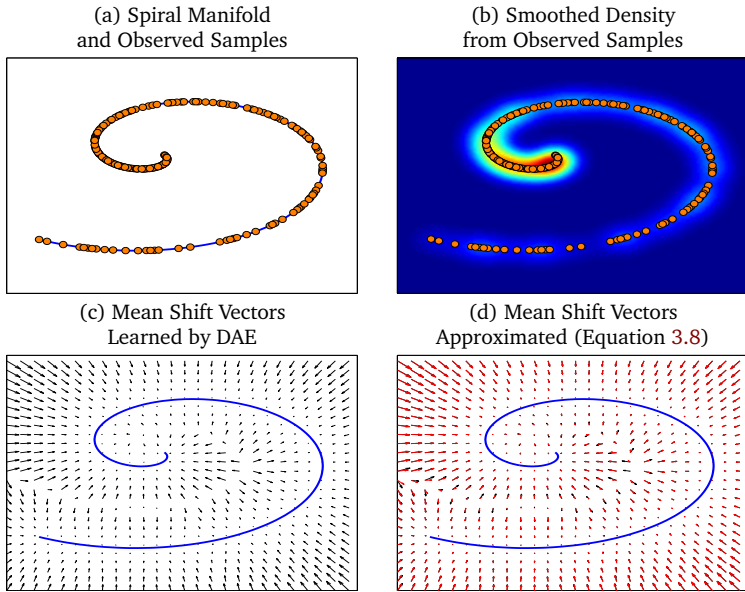 (a) Spiral Manifold
and Observed Samples
(b) Smoothed Density
from Observed Samples
(c) Mean Shift Vectors
Learned by DAE
(d) Mean Shift Vectors
Approximated (Equation 3.8)